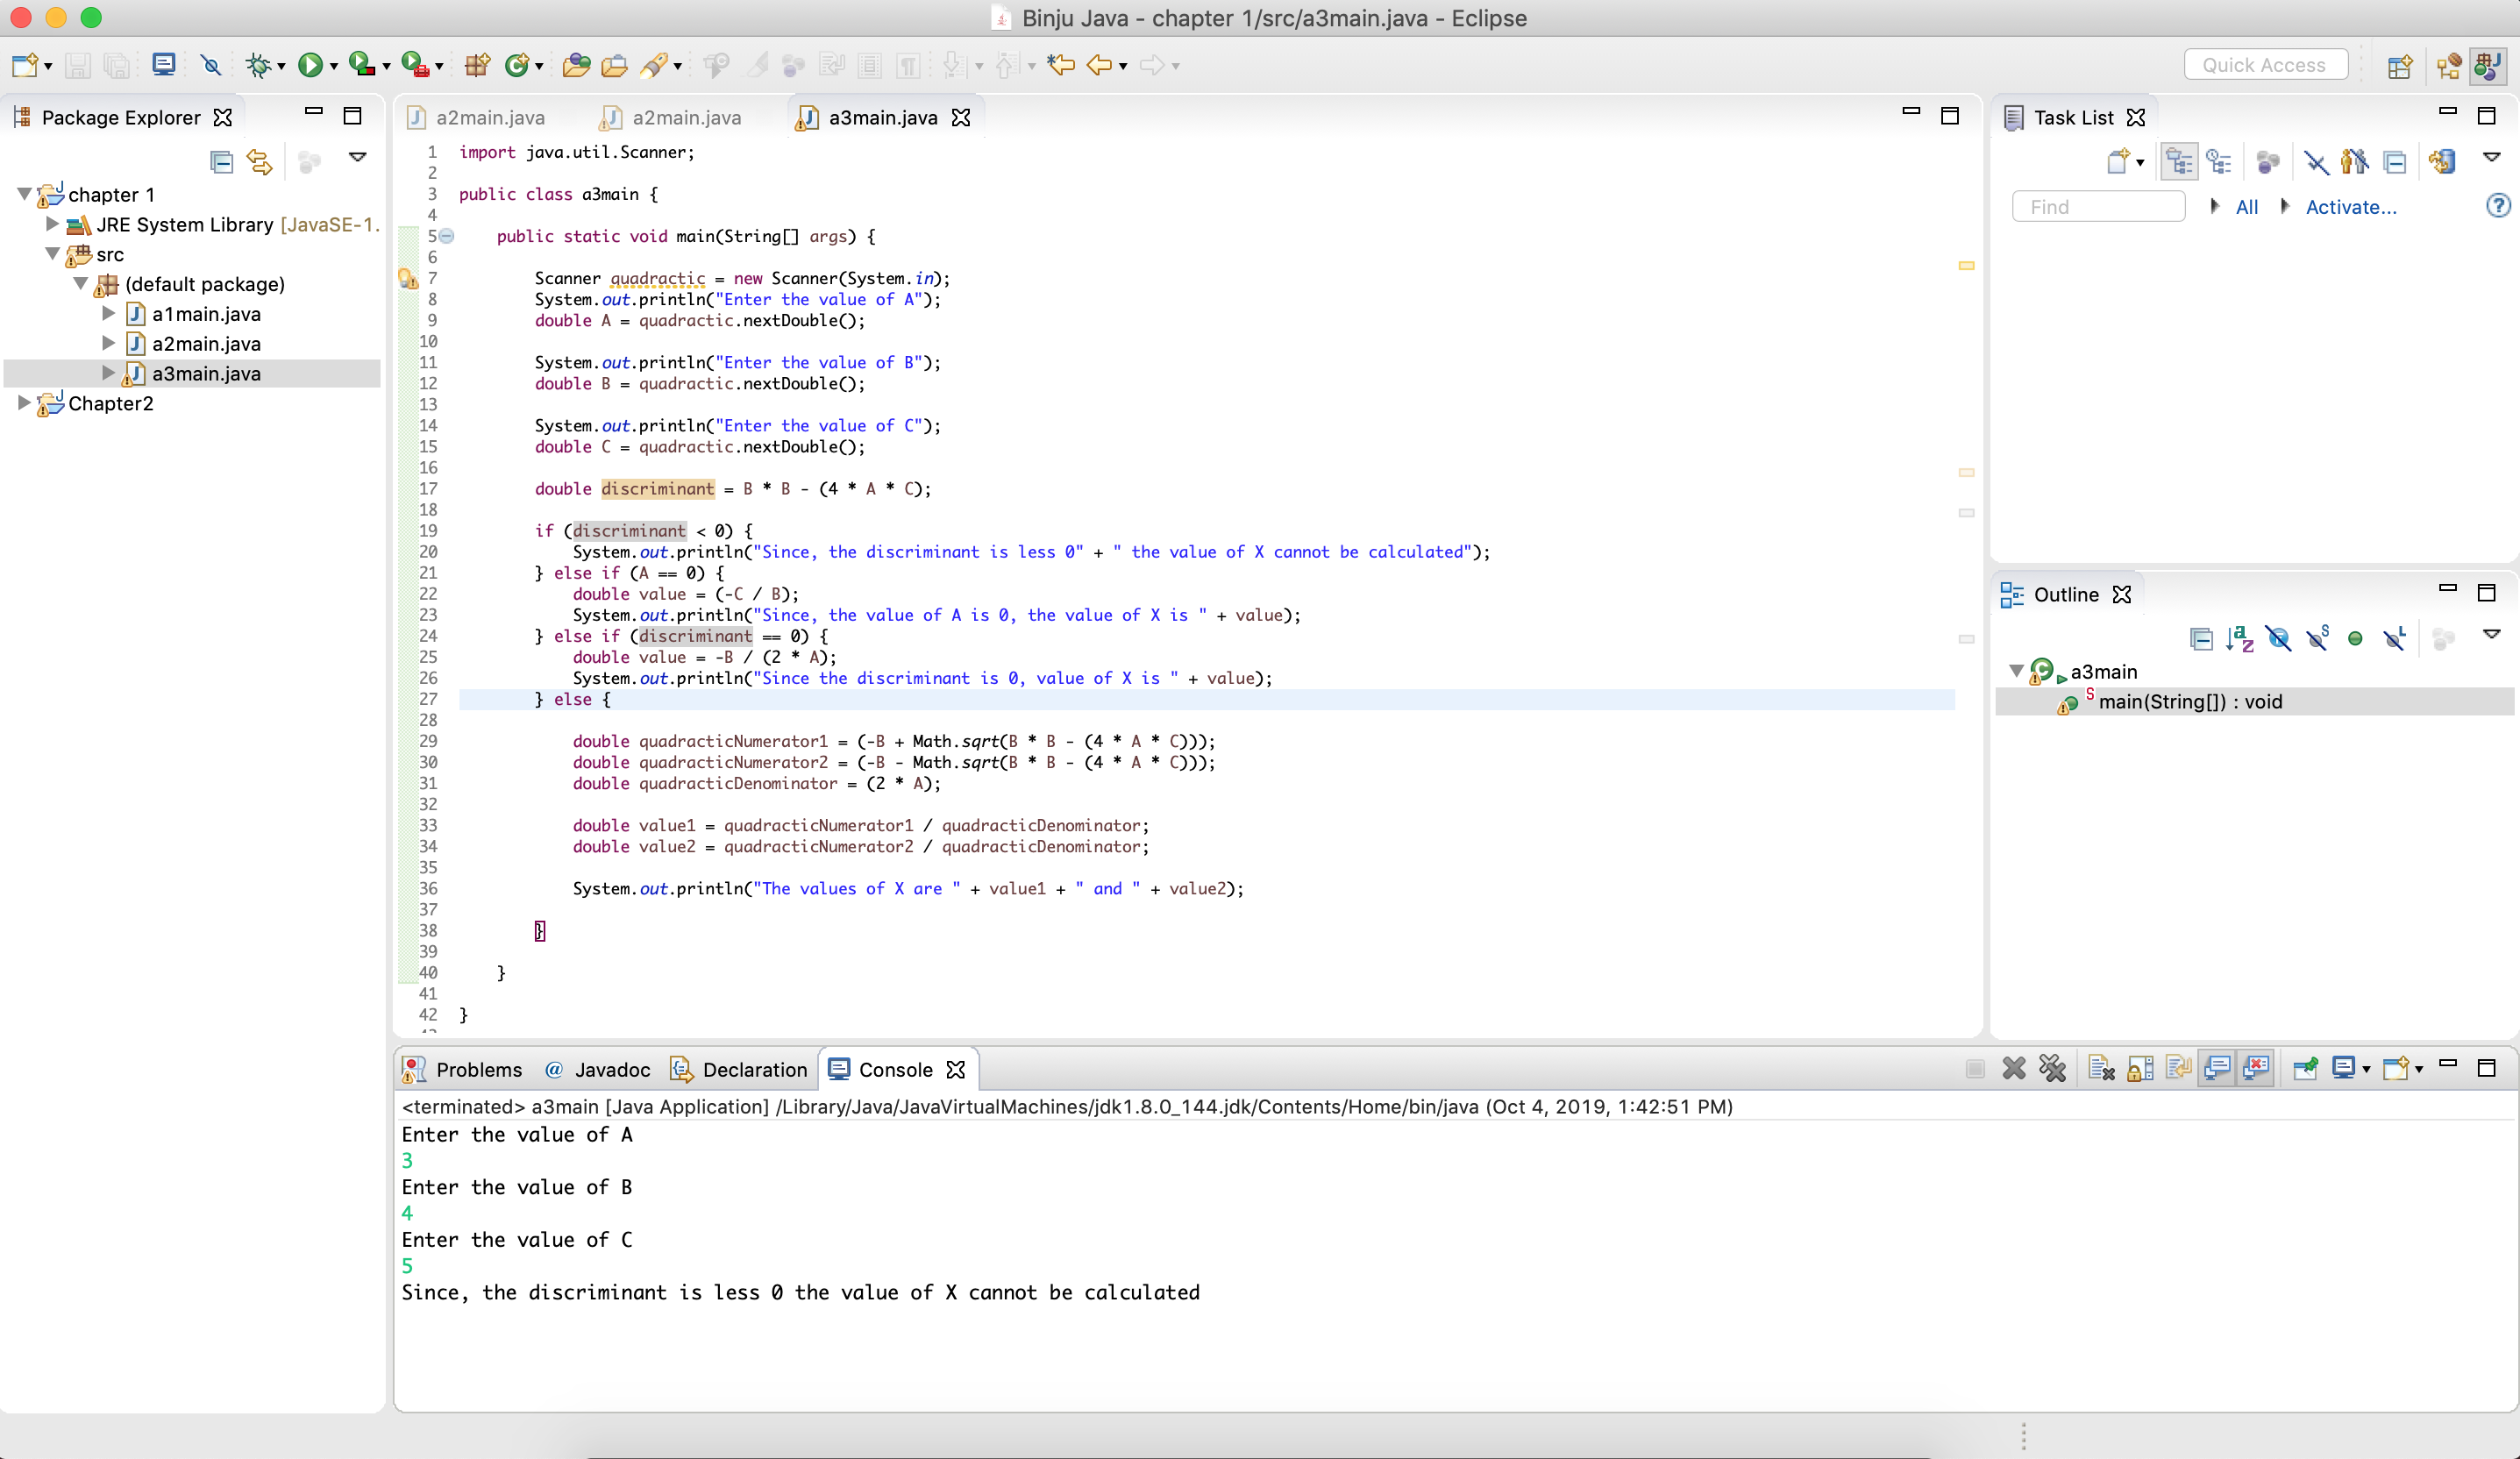 Binju Java - chapter 1/src/a3main.java - Eclipse
Quick Access
Package Explorer
chapter 1
JRE System Library [JavaSE-1.
src
(default package)
a1main.java
a2main.java
a3main.java
Chapter2
a2main.java
a2main.java
a3main.java
1 import java.util.Scanner;
2
3 public class a3main {
4
5 public static void main(String[] args) {
6
7 Scanner quadractic = new Scanner(System.in);
8 System.out.println("Enter the value of A");
9 double A = quadractic.nextDouble();
10
11 System.out.println("Enter the value of B");
12 double B = quadractic.nextDouble();
13
14 System.out.println("Enter the value of C");
15 double C = quadractic.nextDouble();
16
17 double discriminant = B * B - (4 * A * C);
18
19 if (discriminant < 0) {
20 System.out.println("Since, the discriminant is less 0" + " the value of X cannot be calculated");
21 } else if (A == 0) {
22 double value = (-C / B);
23 System.out.println("Since, the value of A is 0, the value of X is " + value);
24 } else if (discriminant == 0) {
25 double value = -B / (2 * A);
26 System.out.println("Since the discriminant is 0, value of X is " + value);
27 } else {
28
29 double quadracticNumerator1 = (-B + Math.sqrt(B * B - (4 * A * C)));
30 double quadracticNumerator2 = (-B - Math.sqrt(B * B - (4 * A * C)));
31 double quadracticDenominator = (2 * A);
32
33 double value1 = quadracticNumerator1 / quadracticDenominator;
34 double value2 = quadracticNumerator2 / quadracticDenominator;
35
36 System.out.println("The values of X are " + value1 + " and " + value2);
37
38 }
39
40 }
41
42 }
Task List
Find
All
Activate...
Outline
a3main
main(String[]) : void
Problems
@ Javadoc
Declaration
Console
<terminated> a3main [Java Application] /Library/Java/JavaVirtualMachines/jdk1.8.0_144.jdk/Contents/Home/bin/java (Oct 4, 2019, 1:42:51 PM)
Enter the value of A
3
Enter the value of B
4
Enter the value of C
5
Since, the discriminant is less 0 the value of X cannot be calculated